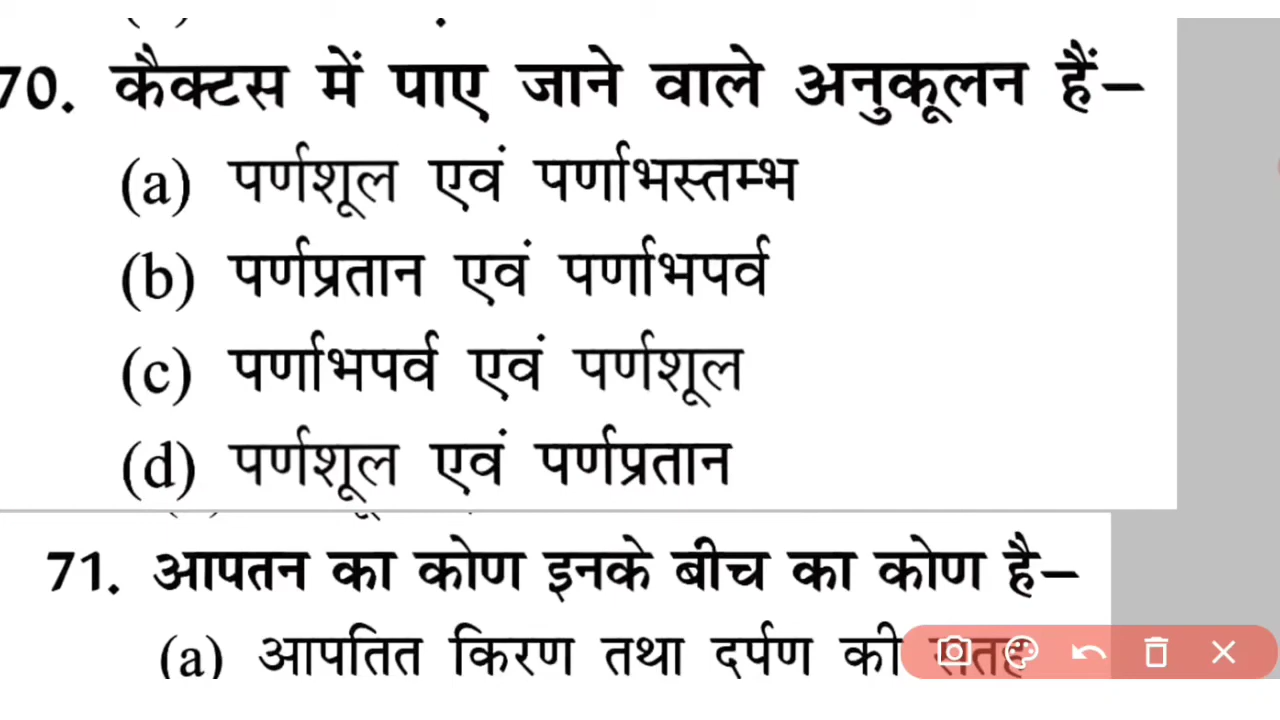 70. कैक्टस में पाए जाने वाले अनुकूलन हैं–
(a) पर्णशूल एवं पर्णाभस्तम्भ
(b) पर्णप्रतान एवं पर्णाभपर्व
(c) पर्णाभपर्व एवं पर्णशूल
(d) पर्णशूल एवं पर्णप्रतान
71. आपतन का कोण इनके बीच का कोण है–
(a) आपतित किरण तथा दर्पण की सतह